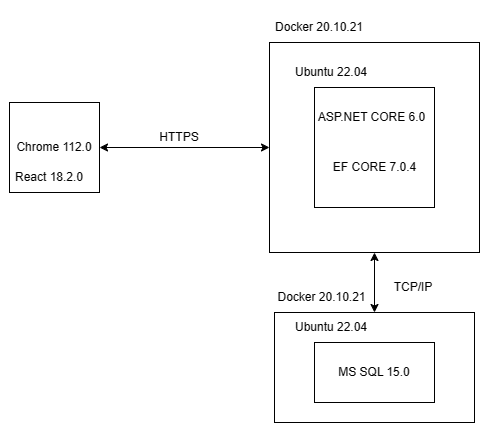 Docker 20.10.21
Ubuntu 22.04
ASP.NET CORE 6.0
EF CORE 7.0.4
Chrome 112.0
React 18.2.0
HTTPS
TCP/IP
Docker 20.10.21
Ubuntu 22.04
MS SQL 15.0